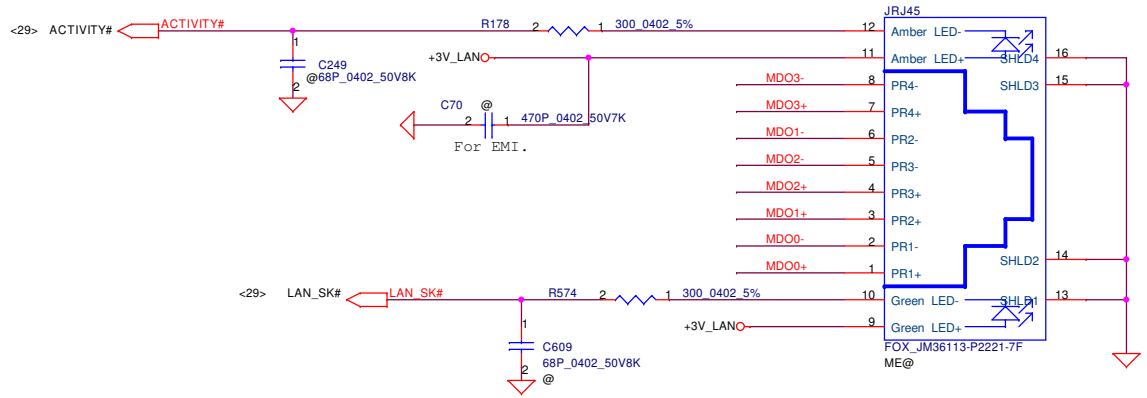 JRJ45
<29> ACTIVITY# ACTIVITY# R178 2 1 300_0402_5% 12 Amber LED-
1 C249 @68P_0402_50V8K 2
+3V_LAN 11 Amber LED+ SHLD4 16
MDO3- 8 PR4- SHLD3 15
C70 @ 2 1 470P_0402_50V7K
For EMI.
MDO3+ 7 PR4+
MDO1- 6 PR2-
MDO2- 5 PR3-
MDO2+ 4 PR3+
MDO1+ 3 PR2+
MDO0- 2 PR1-
SHLD2 14
MDO0+ 1 PR1+
<29> LAN_SK# LAN_SK# R574 2 1 300_0402_5% 10 Green LED- SHLD1 13
+3V_LAN 9 Green LED+
1 C609
68P_0402_50V8K
2 @
FOX_JM36113-P2221-7F
ME@